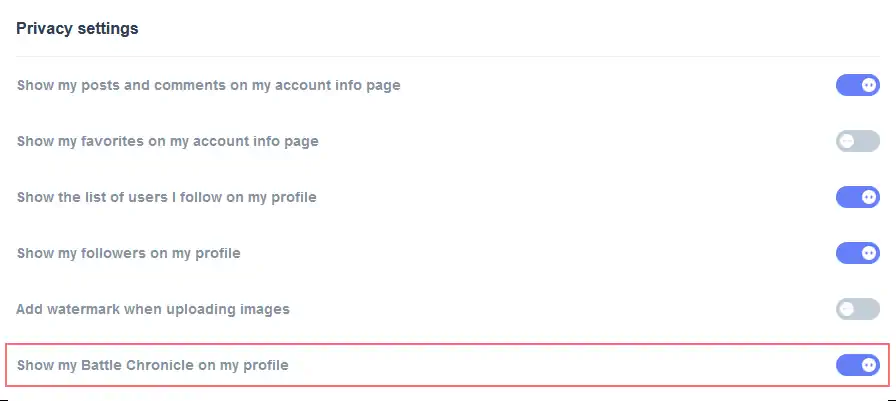 Privacy settings
Show my posts and comments on my account info page
Show my favorites on my account info page
Show the list of users I follow on my profile
Show my followers on my profile
Add watermark when uploading images
Show my Battle Chronicle on my profile